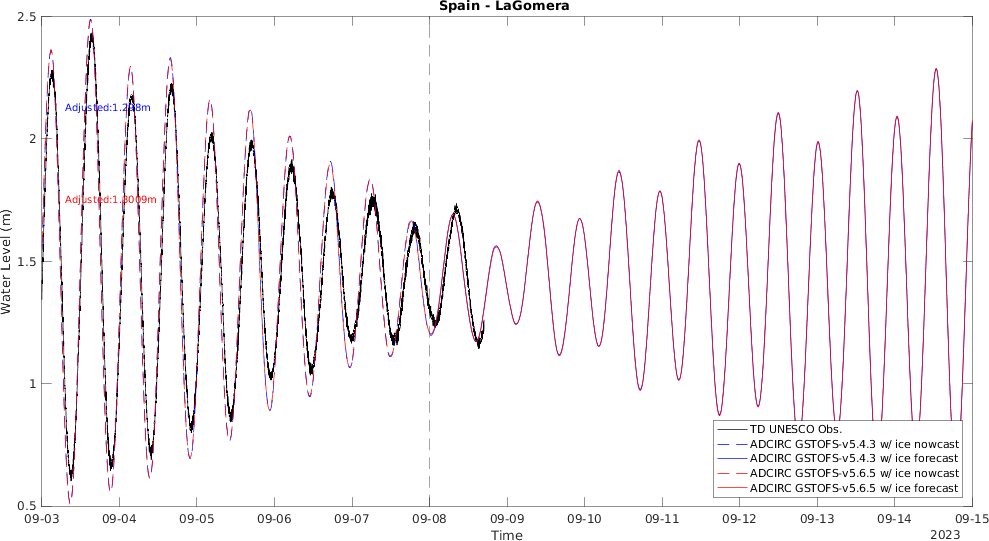 Spain - LaGomera
Water Level (m)
2.5
2
1.5
1
0.5
Adjusted:1.3009m
TD UNESCO Obs.
ADCIRC GSTOFS-v5.4.3 w/ ice nowcast
ADCIRC GSTOFS-v5.4.3 w/ ice forecast
ADCIRC GSTOFS-v5.6.5 w/ ice nowcast
ADCIRC GSTOFS-v5.6.5 w/ ice forecast
09-03 09-04 09-05 09-06 09-07 09-08 09-09 09-10 09-11 09-12 09-13 09-14 09-15
Time
2023